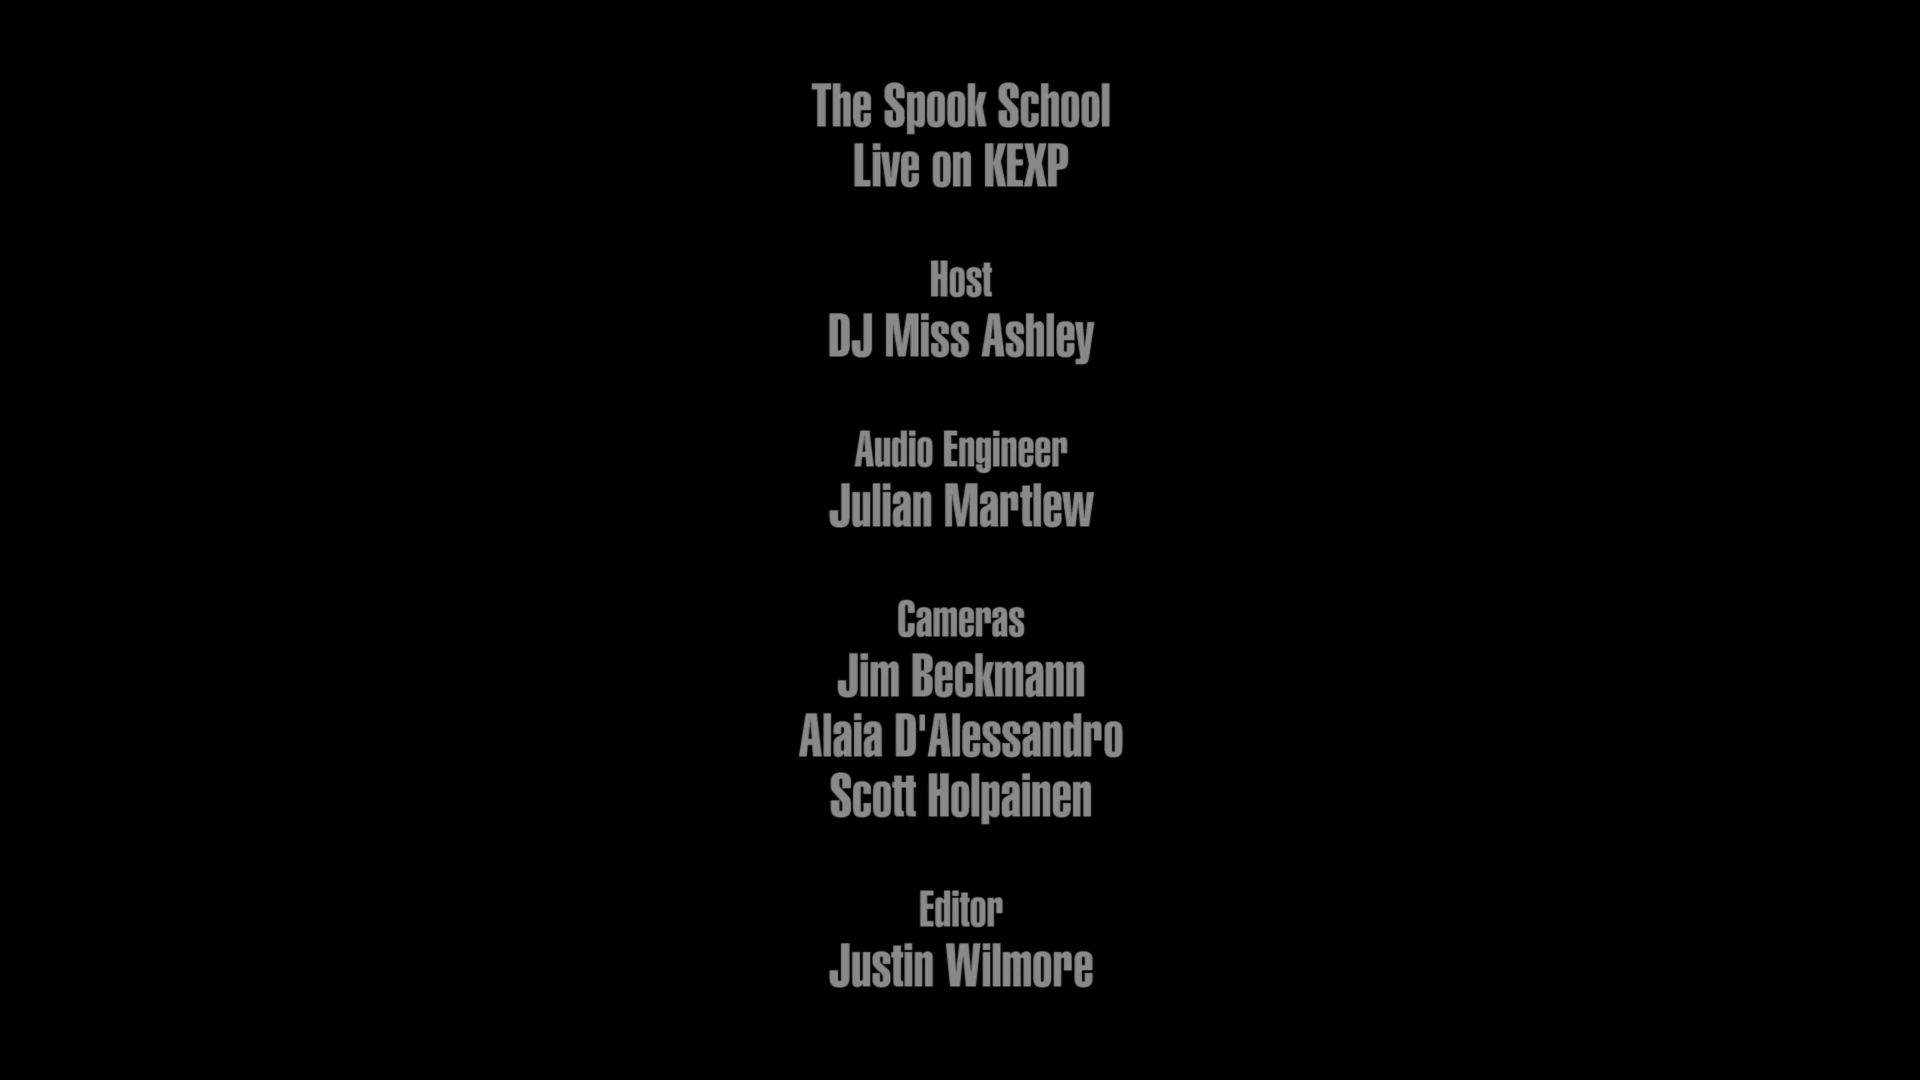 The Spook School
Live on KEXP
Host
DJ Miss Ashley
Audio Engineer
Julian Martlew
Cameras
Jim Beckmann
Alaia D'Alessandro
Scott Holpainen
Editor
Justin Wilmore